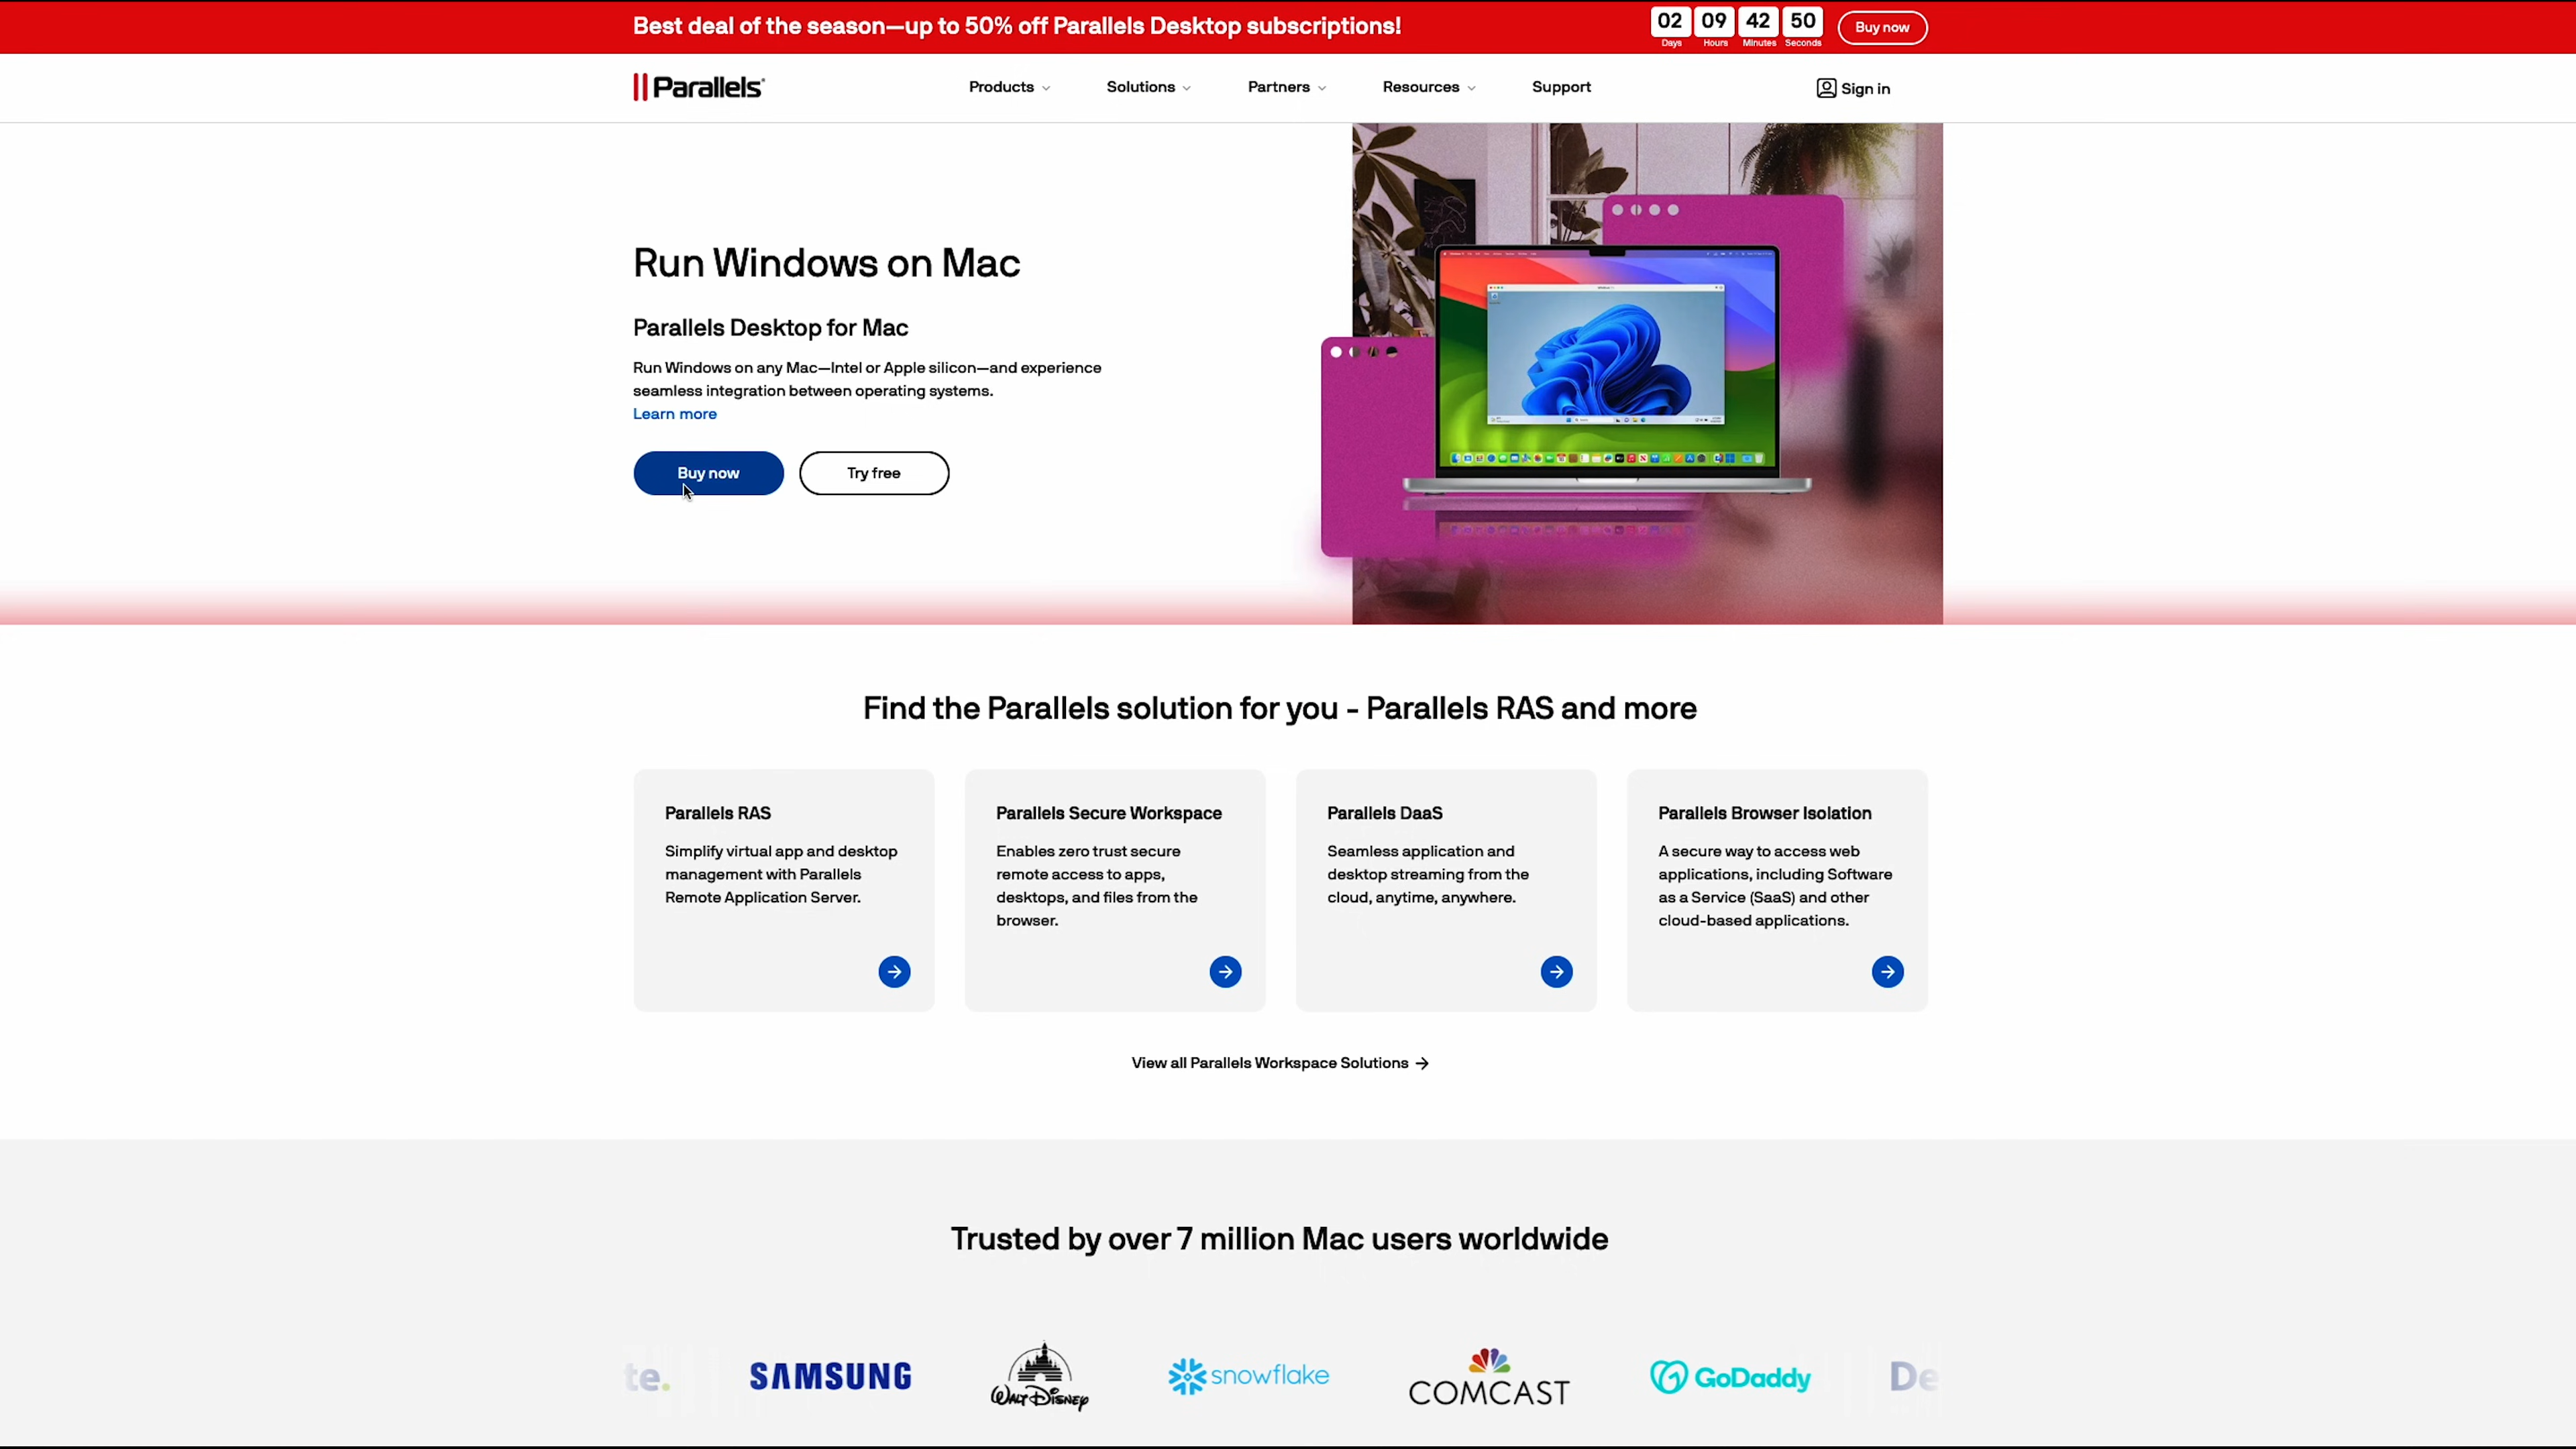 Best deal of the season—up to 50% off Parallels Desktop subscriptions!
02 09 42 50
Days Hours Minutes Seconds
Buy now
Parallels
Products
Solutions
Partners
Resources
Support
Sign in
Run Windows on Mac
Parallels Desktop for Mac
Run Windows on any Mac—Intel or Apple silicon—and experience
seamless integration between operating systems.
Learn more
Buy now
Try free
Find the Parallels solution for you - Parallels RAS and more
Parallels RAS
Simplify virtual app and desktop
management with Parallels
Remote Application Server.
Parallels Secure Workspace
Enables zero trust secure
remote access to apps,
desktops, and files from the
browser.
Parallels DaaS
Seamless application and
desktop streaming from the
cloud, anytime, anywhere.
Parallels Browser Isolation
A secure way to access web
applications, including Software
as a Service (SaaS) and other
cloud-based applications.
View all Parallels Workspace Solutions
Trusted by over 7 million Mac users worldwide
te.
SAMSUNG
WALT DISNEY
snowflake
COMCAST
GoDaddy
De